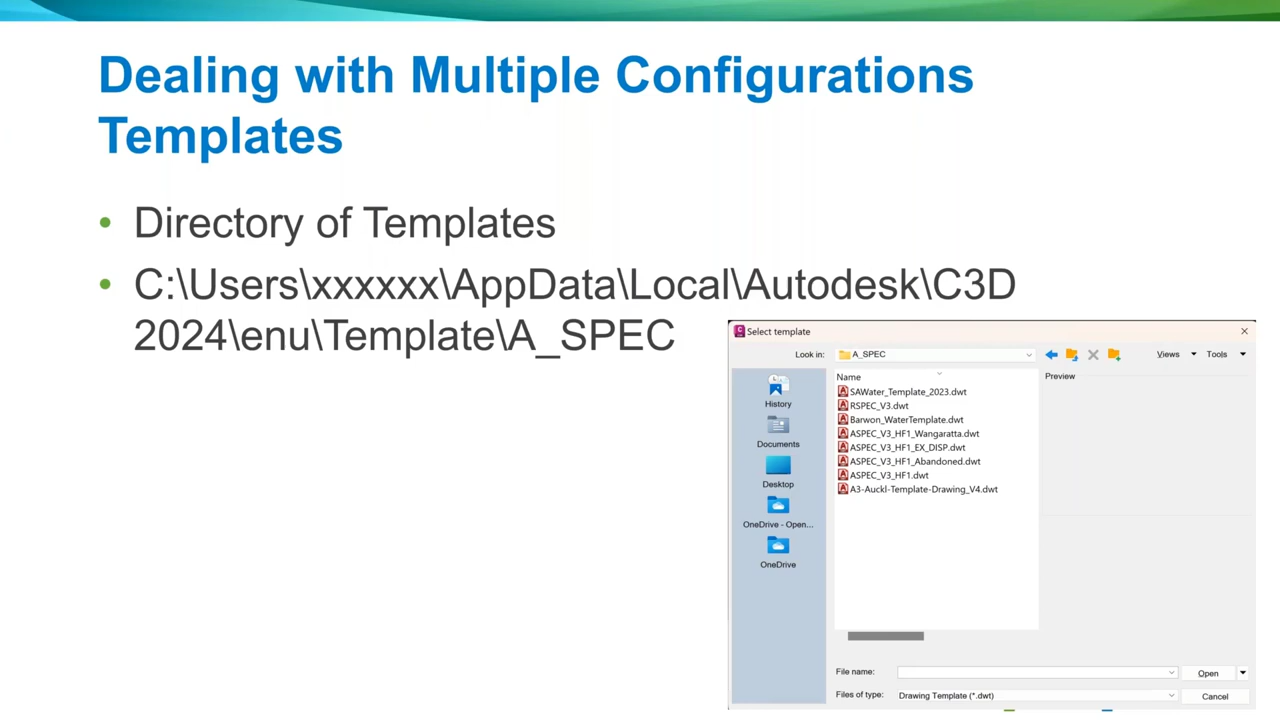 Dealing with Multiple Configurations
Templates
• Directory of Templates
• C:\Users\xxxxxx\AppData\Local\Autodesk\C3D
2024\enu\Template\A_SPEC
Select template
Look in: A_SPEC Views Tools
Name
Preview
SAWater_Template_2023.dwt
RSPEC_V3.dwt
Barwon_WaterTemplate.dwt
ASPEC_V3_HF1_Wangaratta.dwt
ASPEC_V3_HF1_EX_DISP.dwt
ASPEC_V3_HF1_Abandoned.dwt
ASPEC_V3_HF1.dwt
A3-Auckl-Template-Drawing_V4.dwt
History
Documents
Desktop
OneDrive - Open...
OneDrive
File name: Open
Files of type: Drawing Template (*.dwt) Cancel